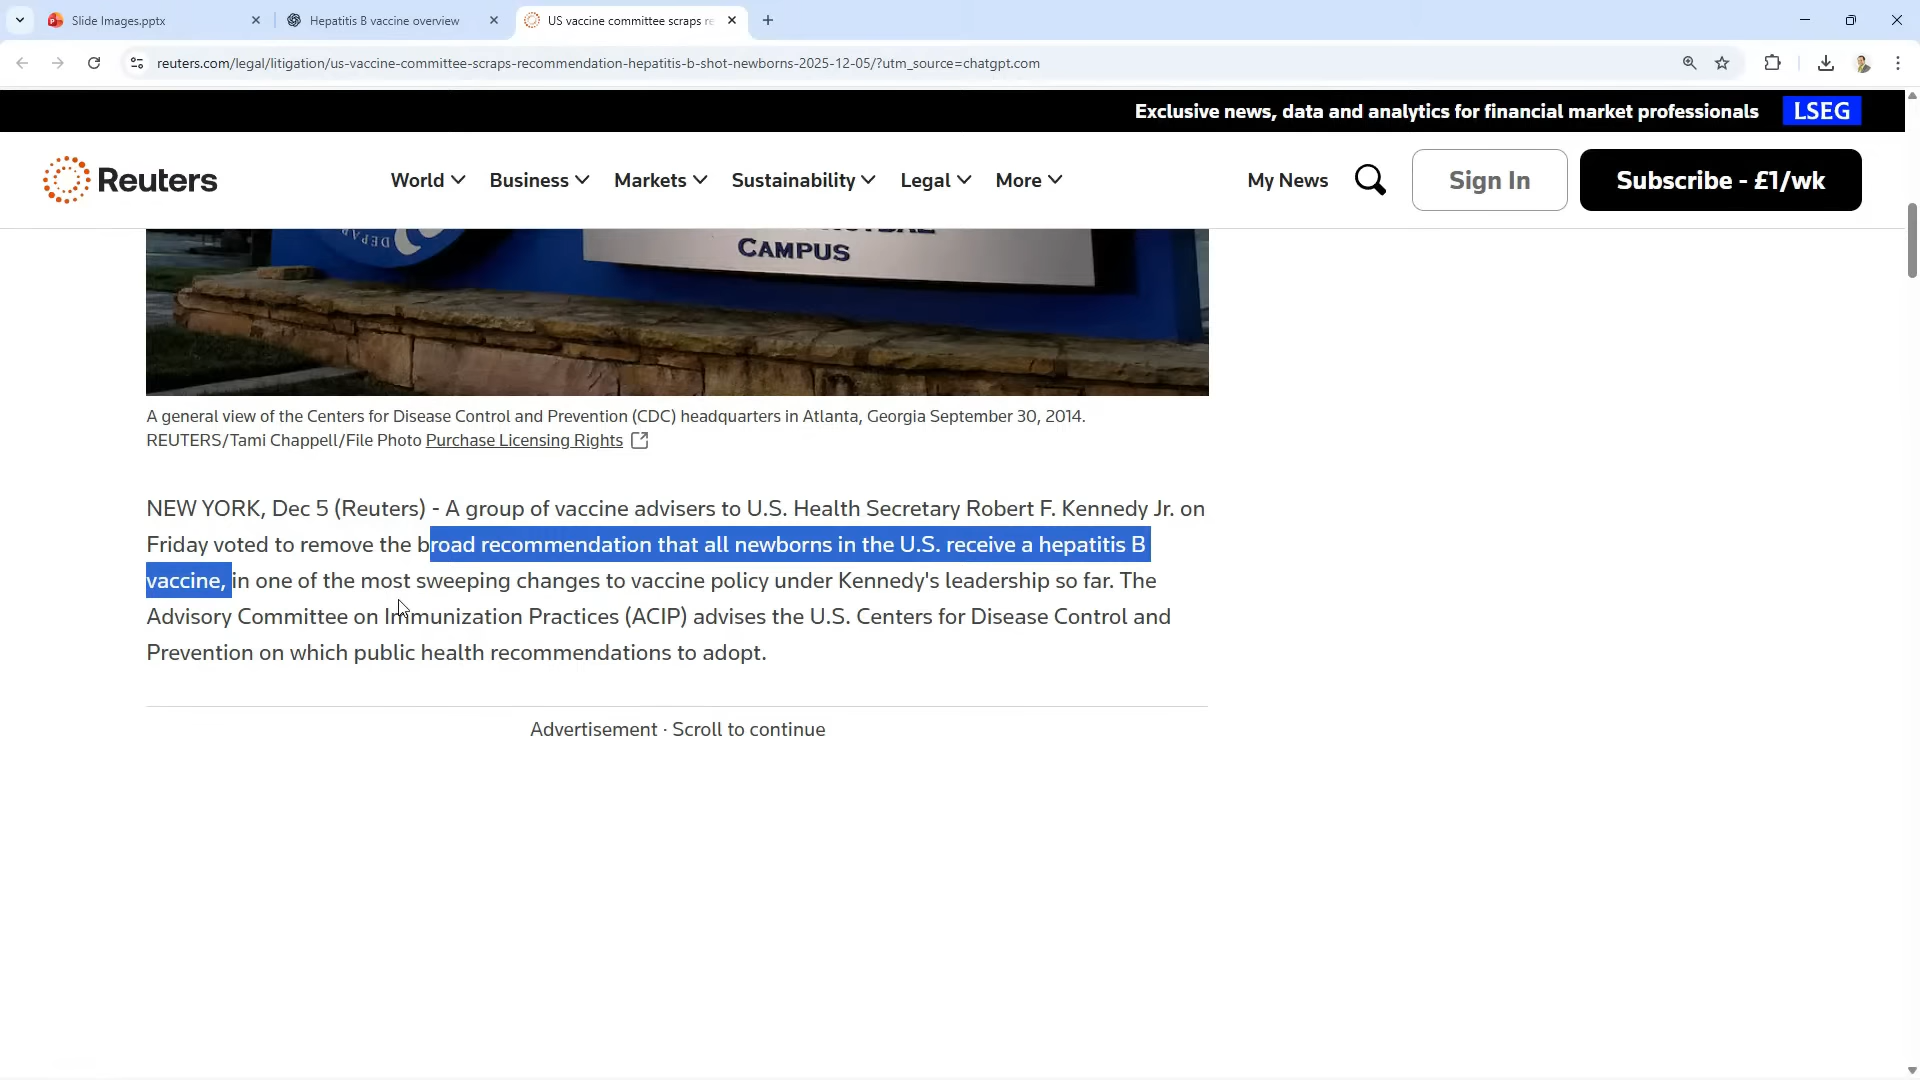 Slide Images.pptx
Hepatitis B vaccine overview
US vaccine committee scraps re
reuters.com/legal/litigation/us-vaccine-committee-scraps-recommendation-hepatitis-b-shot-newborns-2025-12-05/?utm_source=chatgpt.com
Exclusive news, data and analytics for financial market professionals LSEG
Reuters World Business Markets Sustainability Legal More My News Sign In Subscribe - £1/wk
CAMPUS
A general view of the Centers for Disease Control and Prevention (CDC) headquarters in Atlanta, Georgia September 30, 2014.
REUTERS/Tami Chappell/File Photo Purchase Licensing Rights
NEW YORK, Dec 5 (Reuters) - A group of vaccine advisers to U.S. Health Secretary Robert F. Kennedy Jr. on
Friday voted to remove the broad recommendation that all newborns in the U.S. receive a hepatitis B
vaccine, in one of the most sweeping changes to vaccine policy under Kennedy's leadership so far. The
Advisory Committee on Immunization Practices (ACIP) advises the U.S. Centers for Disease Control and
Prevention on which public health recommendations to adopt.
Advertisement · Scroll to continue